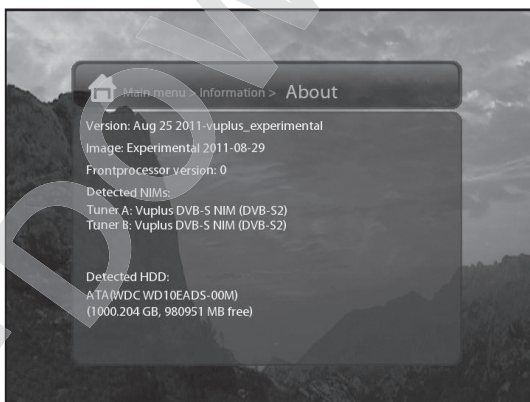 Main menu > Information > About
Version: Aug 25 2011-vuplus_experimental
Image: Experimental 2011-08-29
Frontprocessor version: 0
Detected NIMs:
Tuner A: Vuplus DVB-S NIM (DVB-S2)
Tuner B: Vuplus DVB-S NIM (DVB-S2)
Detected HDD:
ATA(WDC WD10EADS-00M)
(1000.204 GB, 980951 MB free)